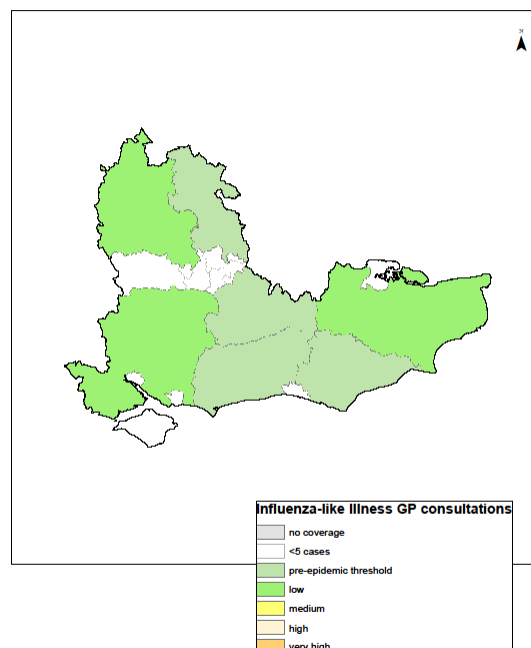 N
Influenza-like Illness GP consultations
no coverage
<5 cases
pre-epidemic threshold
low
medium
high
very high